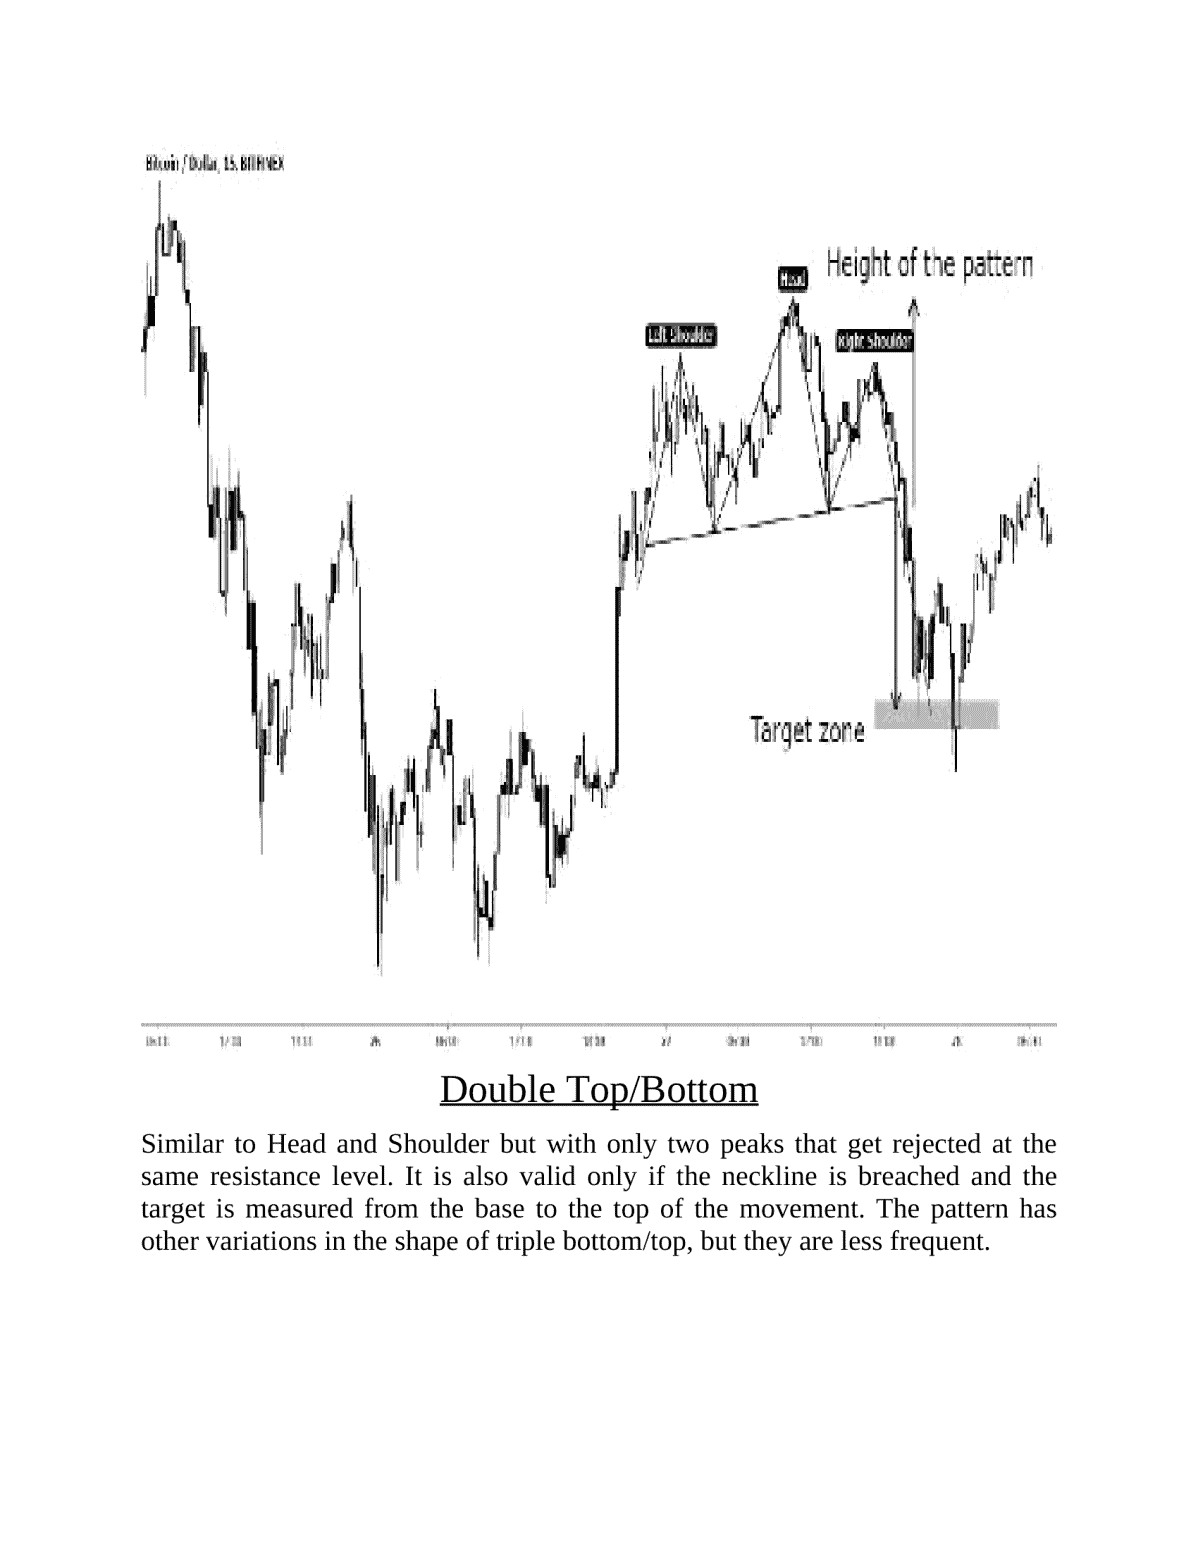 Bitcoin / Dollar, 15, BITFINEX
Height of the pattern
Head
Left Shoulder
Right Shoulder
Target zone
Double Top/Bottom
Similar to Head and Shoulder but with only two peaks that get rejected at the
same resistance level. It is also valid only if the neckline is breached and the
target is measured from the base to the top of the movement. The pattern has
other variations in the shape of triple bottom/top, but they are less frequent.